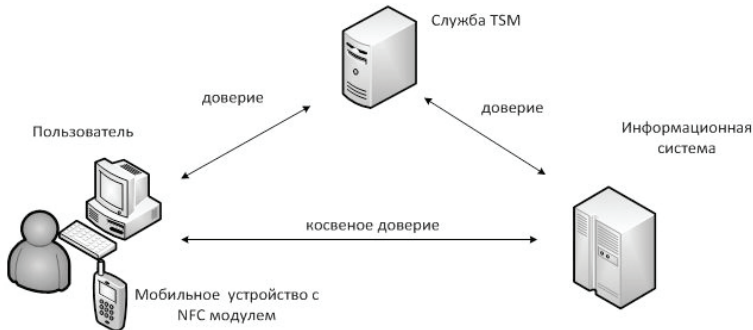 Служба TSM
доверие
доверие
Пользователь
Информационная
система
косвеное доверие
Мобильное устройство с
NFC модулем